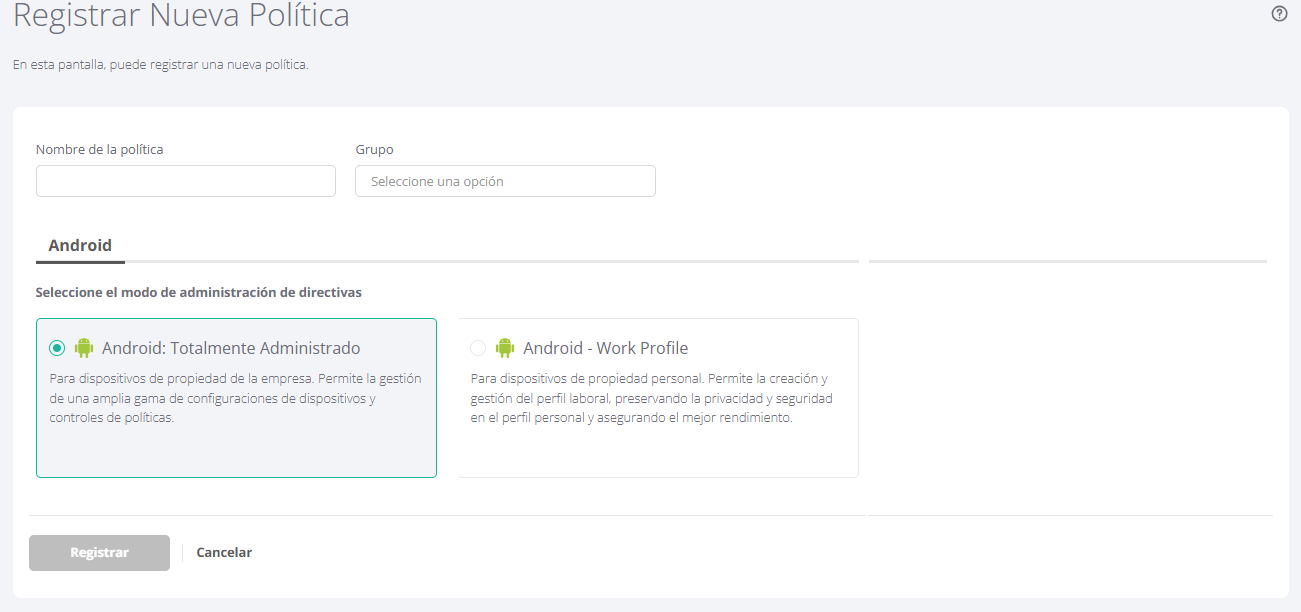 Registrar Nueva Política
En esta pantalla, puede registrar una nueva política.
Nombre de la política
Grupo
Seleccione una opción
Android
Seleccione el modo de administración de directivas
Android: Totalmente Administrado
Para dispositivos de propiedad de la empresa. Permite la gestión
de una amplia gama de configuraciones de dispositivos y
controles de políticas.
Android - Work Profile
Para dispositivos de propiedad personal. Permite la creación y
gestión del perfil laboral, preservando la privacidad y seguridad
en el perfil personal y asegurando el mejor rendimiento.
Registrar
Cancelar